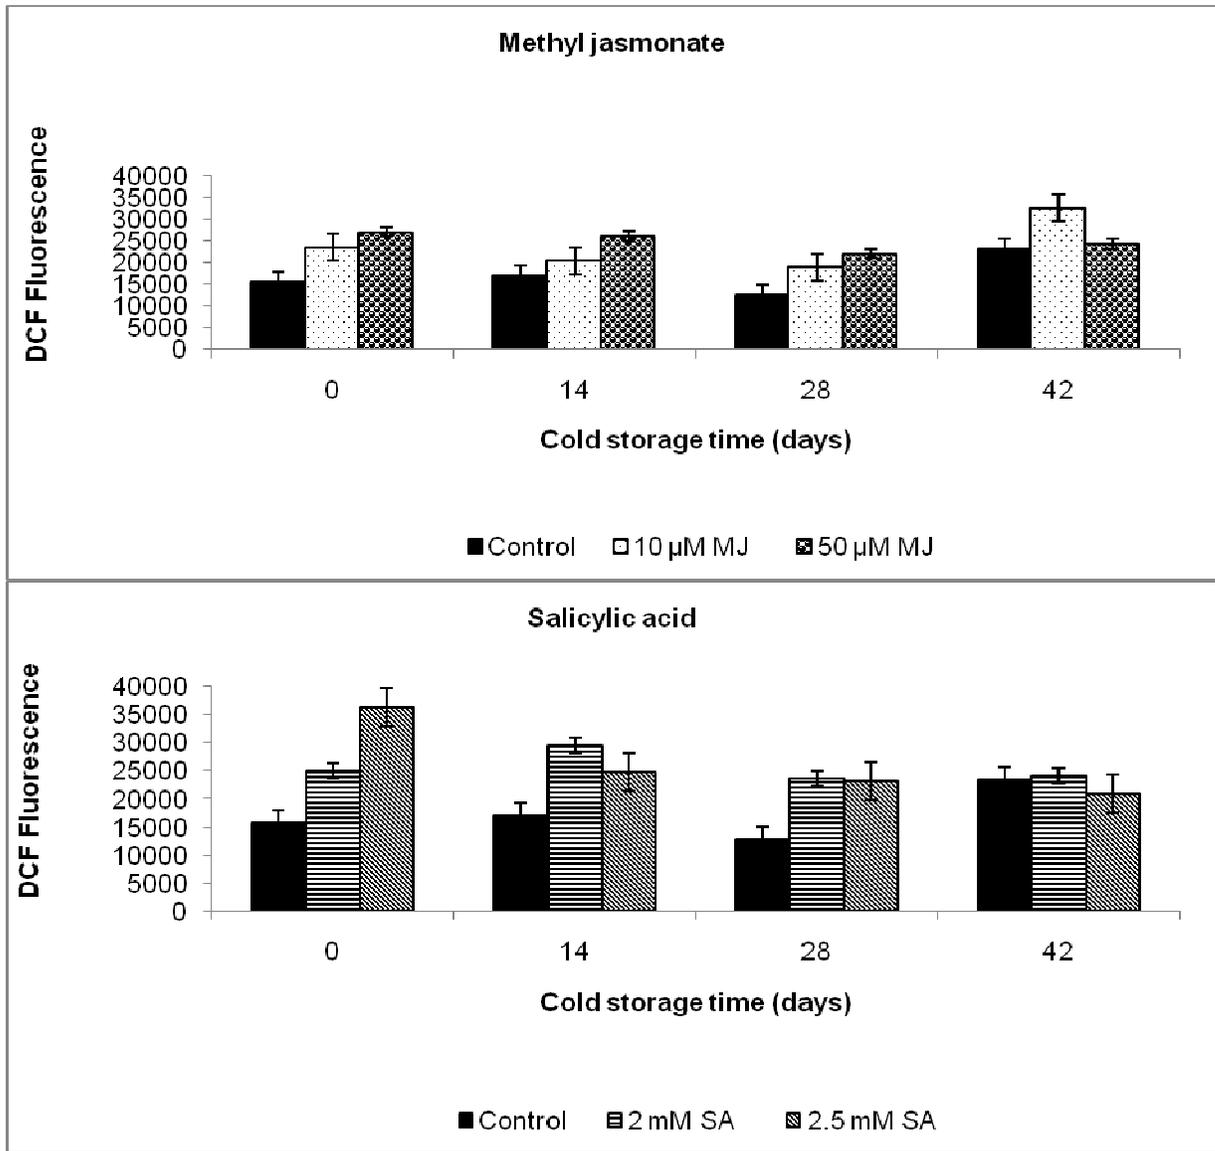 Methyl jasmonate
DCF Fluorescence
40000
35000
30000
25000
20000
15000
10000
5000
0
0 14 28 42
Cold storage time (days)
Control 10 µM MJ 50 µM MJ
Salicylic acid
DCF Fluorescence
40000
35000
30000
25000
20000
15000
10000
5000
0
0 14 28 42
Cold storage time (days)
Control 2 mM SA 2.5 mM SA